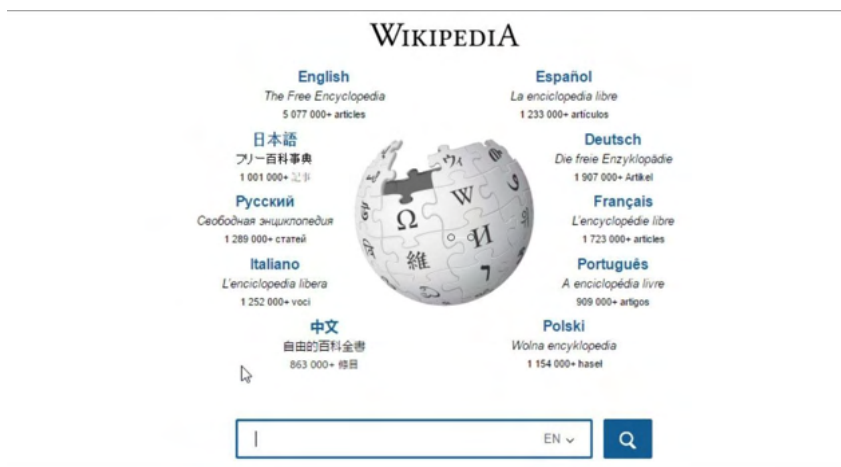 WIKIPEDIA
English
The Free Encyclopedia
5 077 000+ articles
Español
La enciclopedia libre
1 233 000+ artículos
日本語
フリー百科事典
1 001 000+ 記事
Deutsch
Die freie Enzyklopädie
1 907 000+ Artikel
Русский
Свободная энциклопедия
1 289 000+ статей
Français
L'encyclopédie libre
1 723 000+ articles
Italiano
L'enciclopedia libera
1 252 000+ voci
Português
A enciclopédia livre
909 000+ artigos
中文
自由的百科全書
863 000+ 條目
Polski
Wolna encyklopedia
1 154 000+ haseł
Ω
W
ウィ
И
維
7
EN